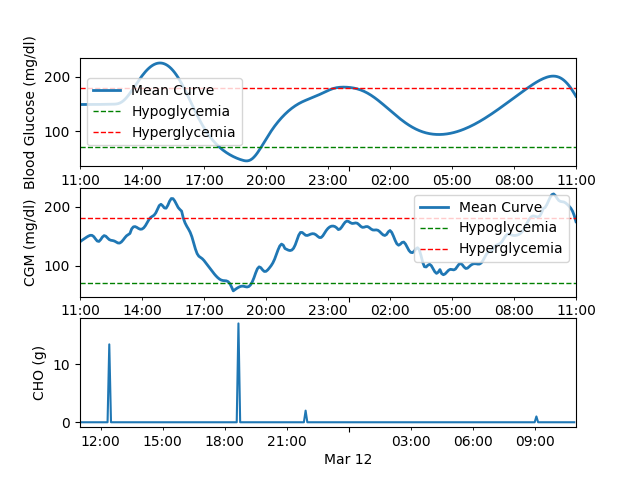 Blood Glucose (mg/dl)
200
100
Mean Curve
Hypoglycemia
Hyperglycemia
11:00 14:00 17:00 20:00 23:00 02:00 05:00 08:00 11:00
CGM (mg/dl)
200
100
Mean Curve
Hypoglycemia
Hyperglycemia
11:00 14:00 17:00 20:00 23:00 02:00 05:00 08:00 11:00
CHO (g)
10
0
12:00 15:00 18:00 21:00 03:00 06:00 09:00
Mar 12